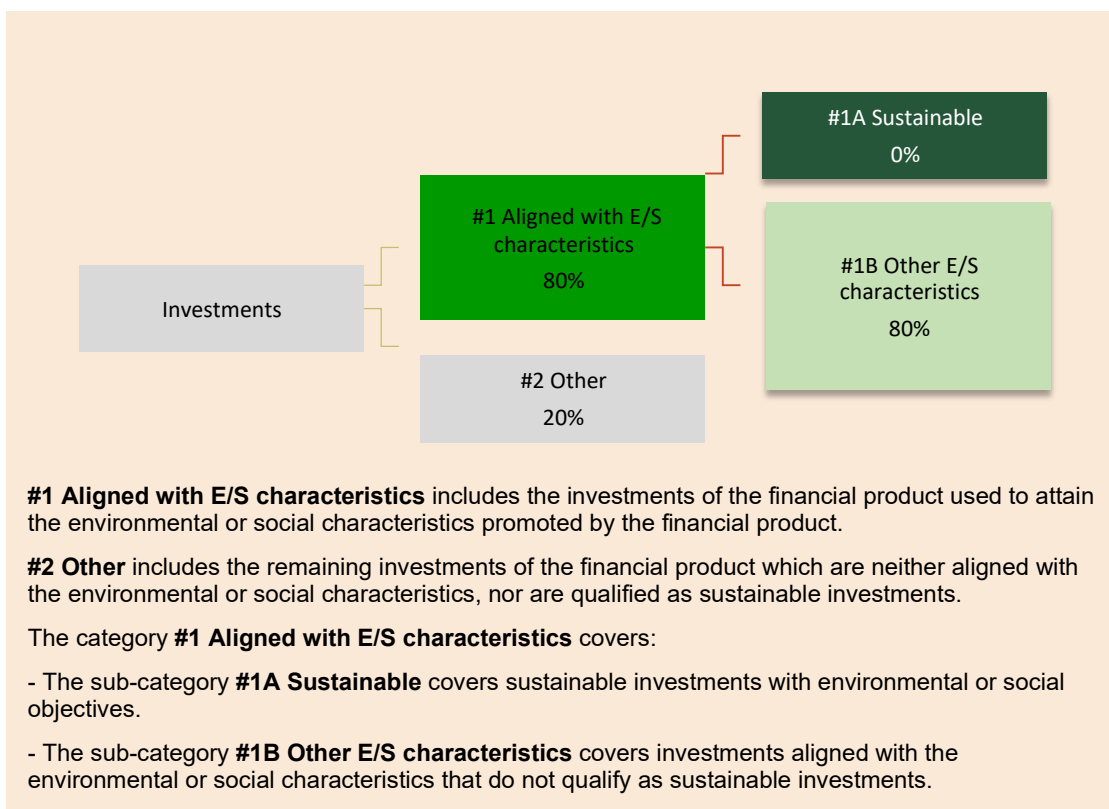 #1A Sustainable
0%
#1 Aligned with E/S
characteristics
80%
#1B Other E/S
characteristics
80%
Investments
#2 Other
20%
#1 Aligned with E/S characteristics includes the investments of the financial product used to attain
the environmental or social characteristics promoted by the financial product.
#2 Other includes the remaining investments of the financial product which are neither aligned with
the environmental or social characteristics, nor are qualified as sustainable investments.
The category #1 Aligned with E/S characteristics covers:
- The sub-category #1A Sustainable covers sustainable investments with environmental or social
objectives.
- The sub-category #1B Other E/S characteristics covers investments aligned with the
environmental or social characteristics that do not qualify as sustainable investments.